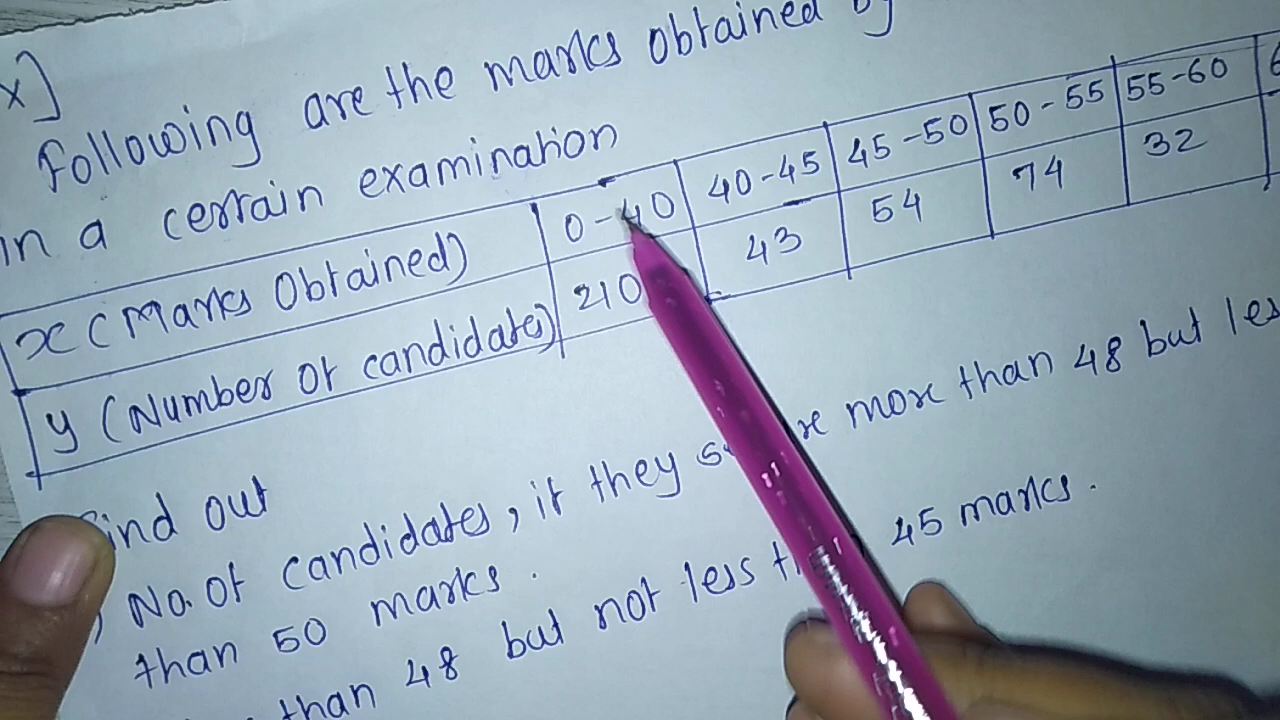 x]
Following are the marks obtained by
in a certain examination
x (Marks Obtained) 0-40 40-45 45-50 50-55 55-60
y (Number of candidates) 210 43 54 74 32
Find out
No. of candidates, if they more than 48 but
than 50 marks.
than 48 but not less 45 marks.